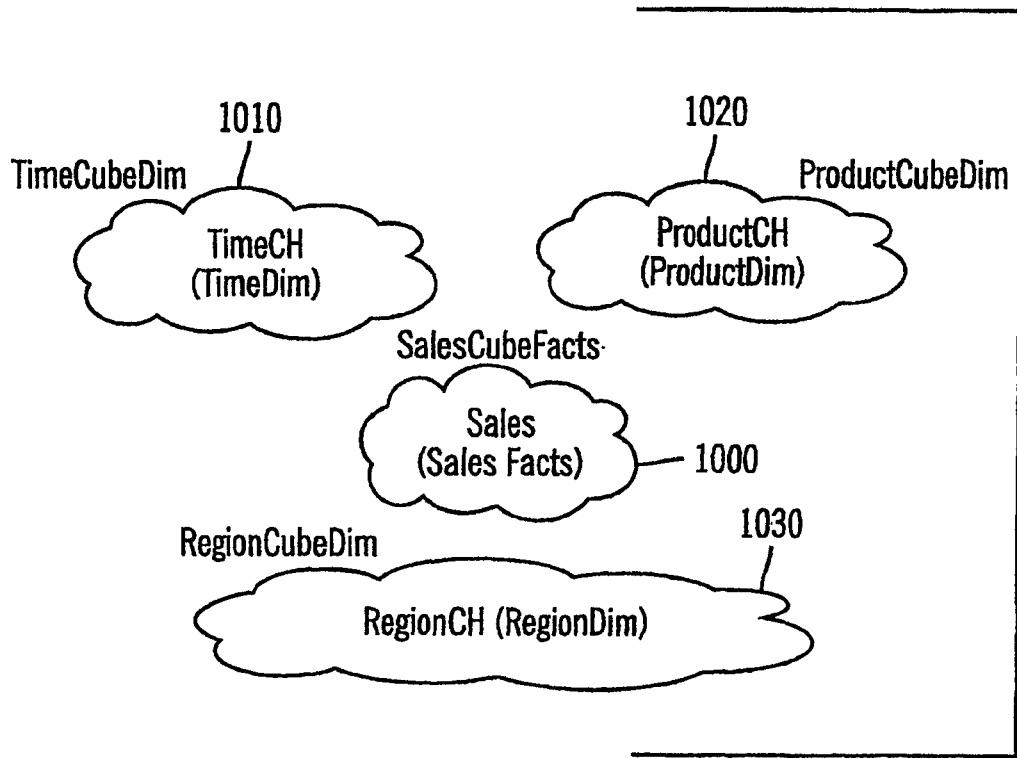 1010
1020
TimeCubeDim
ProductCubeDim
TimeCH
(TimeDim)
ProductCH
(ProductDim)
SalesCubeFacts
Sales
(Sales Facts)
1000
RegionCubeDim
1030
RegionCH (RegionDim)